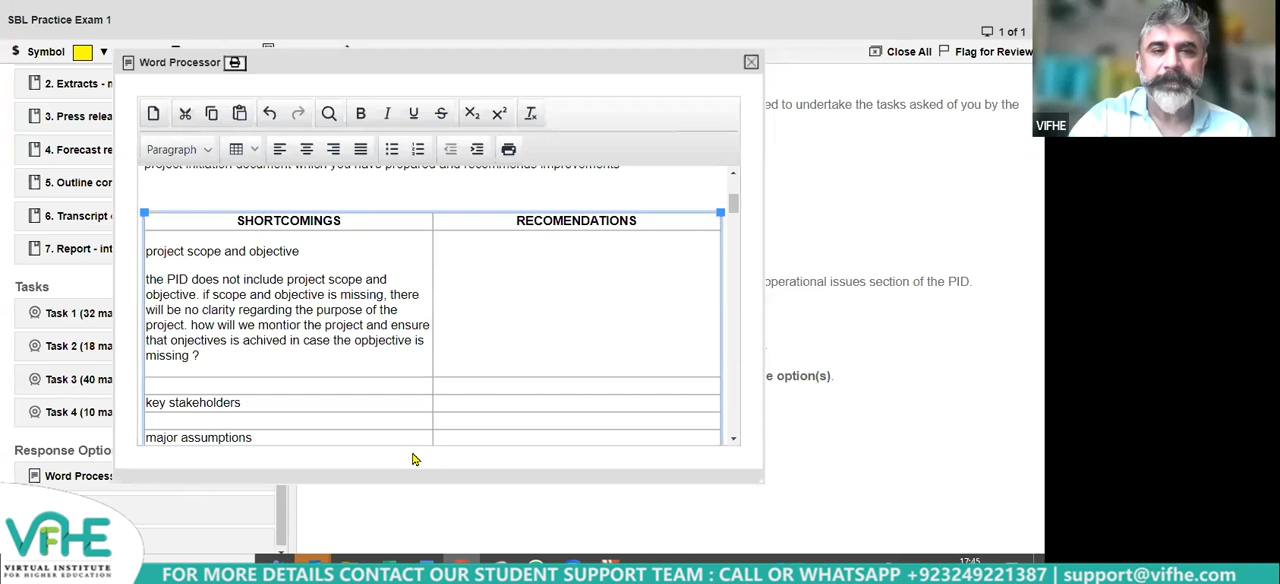 SBL Practice Exam 1
1 of 1
$ Symbol
Close All
Flag for Review
Word Processor
2. Extracts -
3. Press relea
4. Forecast re
5. Outline cor
6. Transcript
7. Report - int
Tasks
Task 1 (32 ma
Task 2 (18 ma
Task 3 (40 ma
Task 4 (10 ma
Response Optio
Word Process
Paragraph
project initiation document which you have prepared and recommends improvements
SHORTCOMINGS
RECOMENDATIONS
project scope and objective
the PID does not include project scope and
objective. if scope and objective is missing, there
will be no clarity regarding the purpose of the
project. how will we montior the project and ensure
that onjectives is achived in case the opbjective is
missing ?
key stakeholders
major assumptions
ed to undertake the tasks asked of you by the
operational issues section of the PID.
e option(s).
VIFHE
VIFHE
VIRTUAL INSTITUTE
FOR HIGHER EDUCATION
17:45
FOR MORE DETAILS CONTACT OUR STUDENT SUPPORT TEAM : CALL OR WHATSAPP +923249221387 | support@vifhe.com